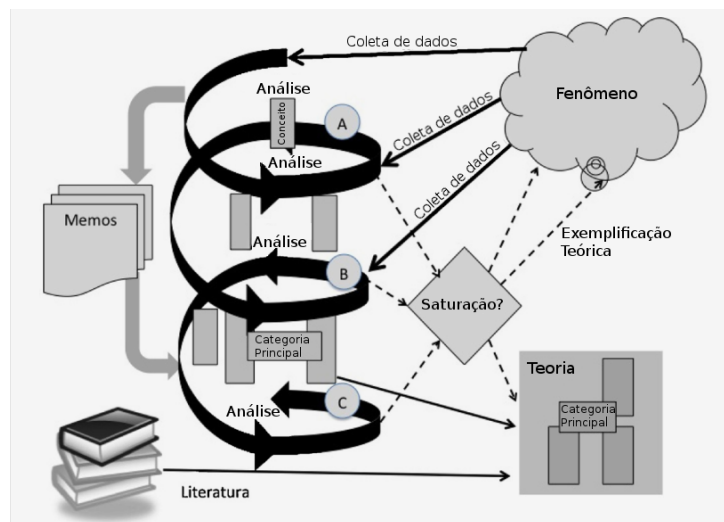 Coleta de dados
Análise
Fenômeno
Conceito
A
Coleta de dados
Análise
Coleta de dados
Memos
Análise
Exemplificação
Teórica
B
Saturação?
Categoria
Principal
Teoria
C
Análise
Categoria
Principal
Literatura